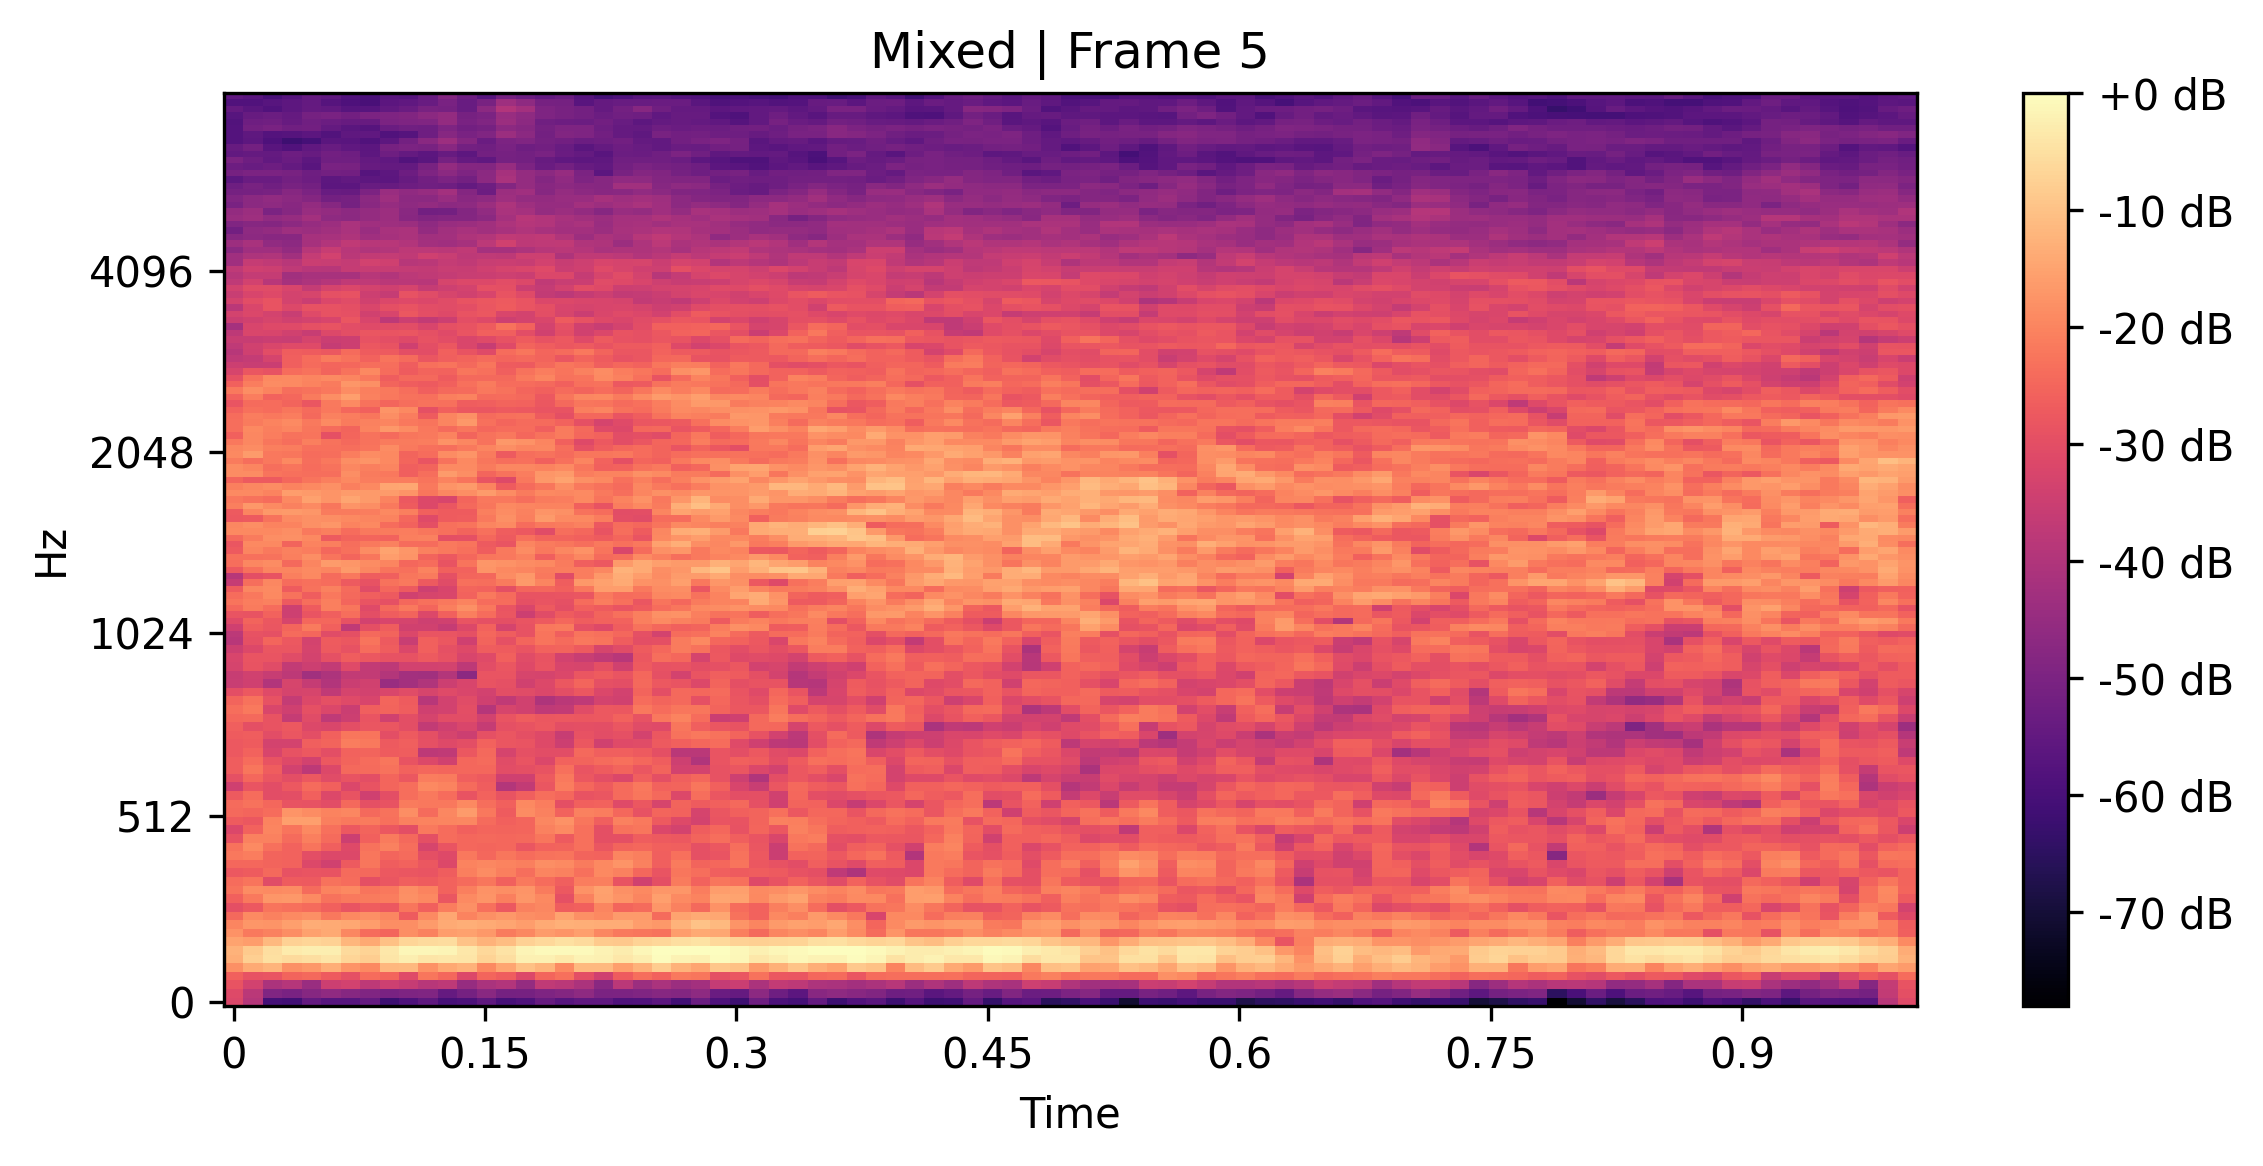 Mixed | Frame 5
Hz
4096
2048
1024
512
0
0 0.15 0.3 0.45 0.6 0.75 0.9
Time
+0 dB
-10 dB
-20 dB
-30 dB
-40 dB
-50 dB
-60 dB
-70 dB